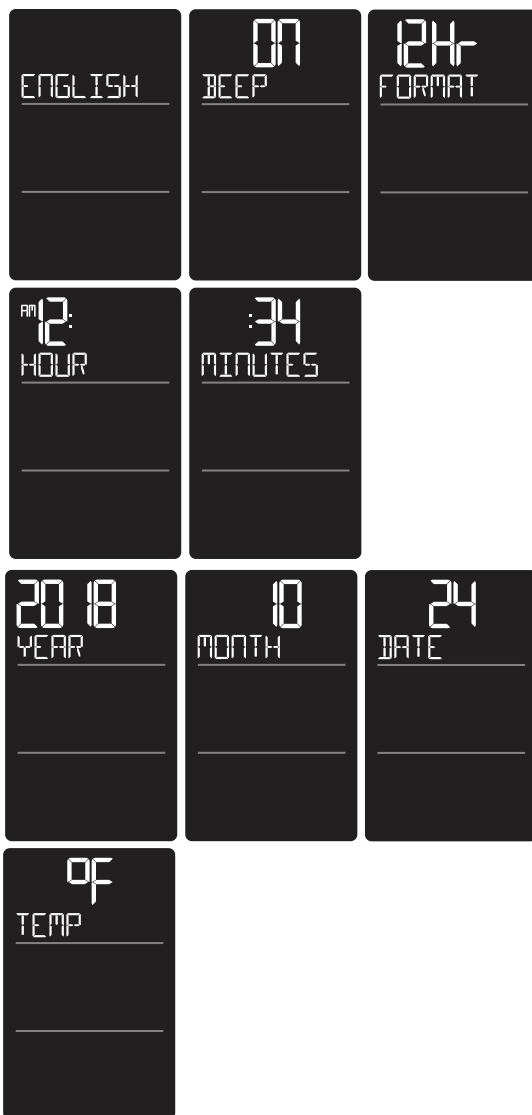 ENGLISH
ON
BEEP
12Hr
FORMAT
AM 12:
HOUR
:34
MINUTES
2018
YEAR
10
MONTH
24
DATE
°F
TEMP